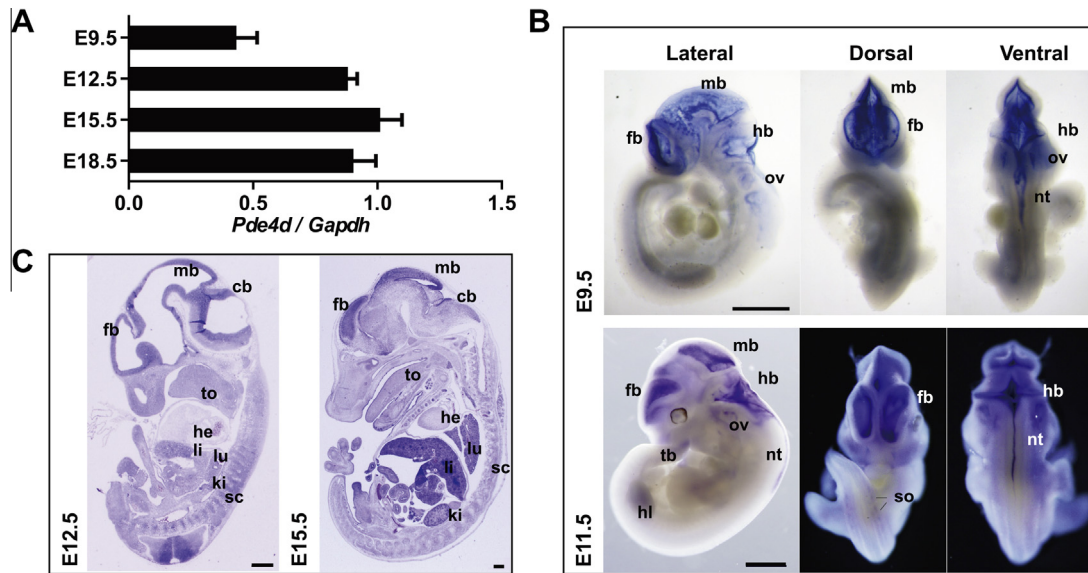 A
E9.5
E12.5
E15.5
E18.5
0.0 0.5 1.0 1.5
Pde4d / Gapdh
B
Lateral Dorsal Ventral
mb
fb
hb
ov
mb
fb
hb
ov
nt
E9.5
mb
fb
hb
ov
tb
nt
hl
fb
so
hb
nt
E11.5
C
mb
cb
fb
to
he
li
lu
ki
sc
E12.5
mb
fb
cb
to
he
lu
li
sc
ki
E15.5